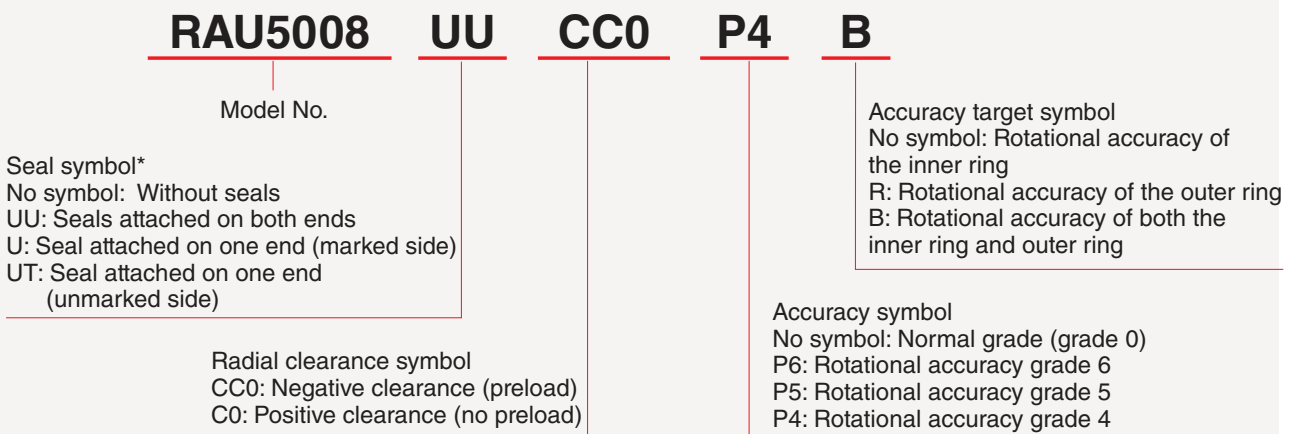 RAU5008 UU CC0 P4 B
Model No.
Seal symbol*
No symbol: Without seals
UU: Seals attached on both ends
U: Seal attached on one end (marked side)
UT: Seal attached on one end
(unmarked side)
Radial clearance symbol
CC0: Negative clearance (preload)
C0: Positive clearance (no preload)
Accuracy target symbol
No symbol: Rotational accuracy of
the inner ring
R: Rotational accuracy of the outer ring
B: Rotational accuracy of both the
inner ring and outer ring
Accuracy symbol
No symbol: Normal grade (grade 0)
P6: Rotational accuracy grade 6
P5: Rotational accuracy grade 5
P4: Rotational accuracy grade 4